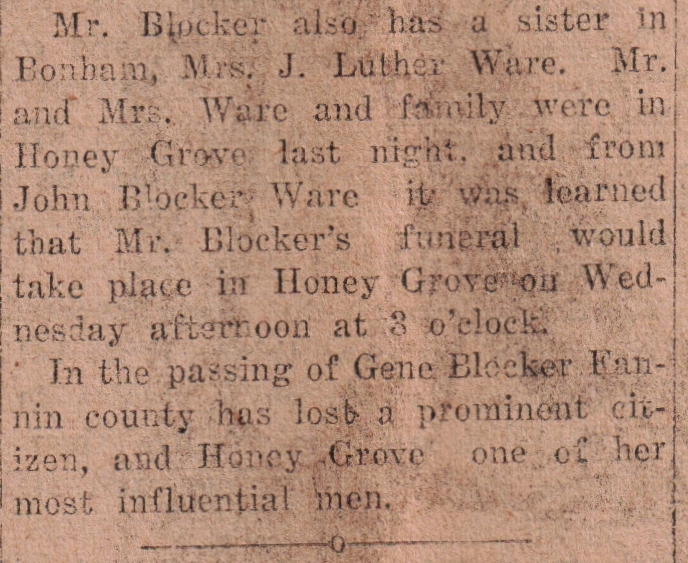 Mr. Blocker also has a sister in
Bonham, Mrs. J. Luther Ware. Mr.
and Mrs. Ware and family were in
Honey Grove last night, and from
John Blocker Ware it was learned
that Mr. Blocker's funeral would
take place in Honey Grove on Wed-
nesday afternoon at 3 o'clock.
In the passing of Gene Blocker Fan-
nin county has lost a prominent cit-
izen, and Honey Grove one of her
most influential men.